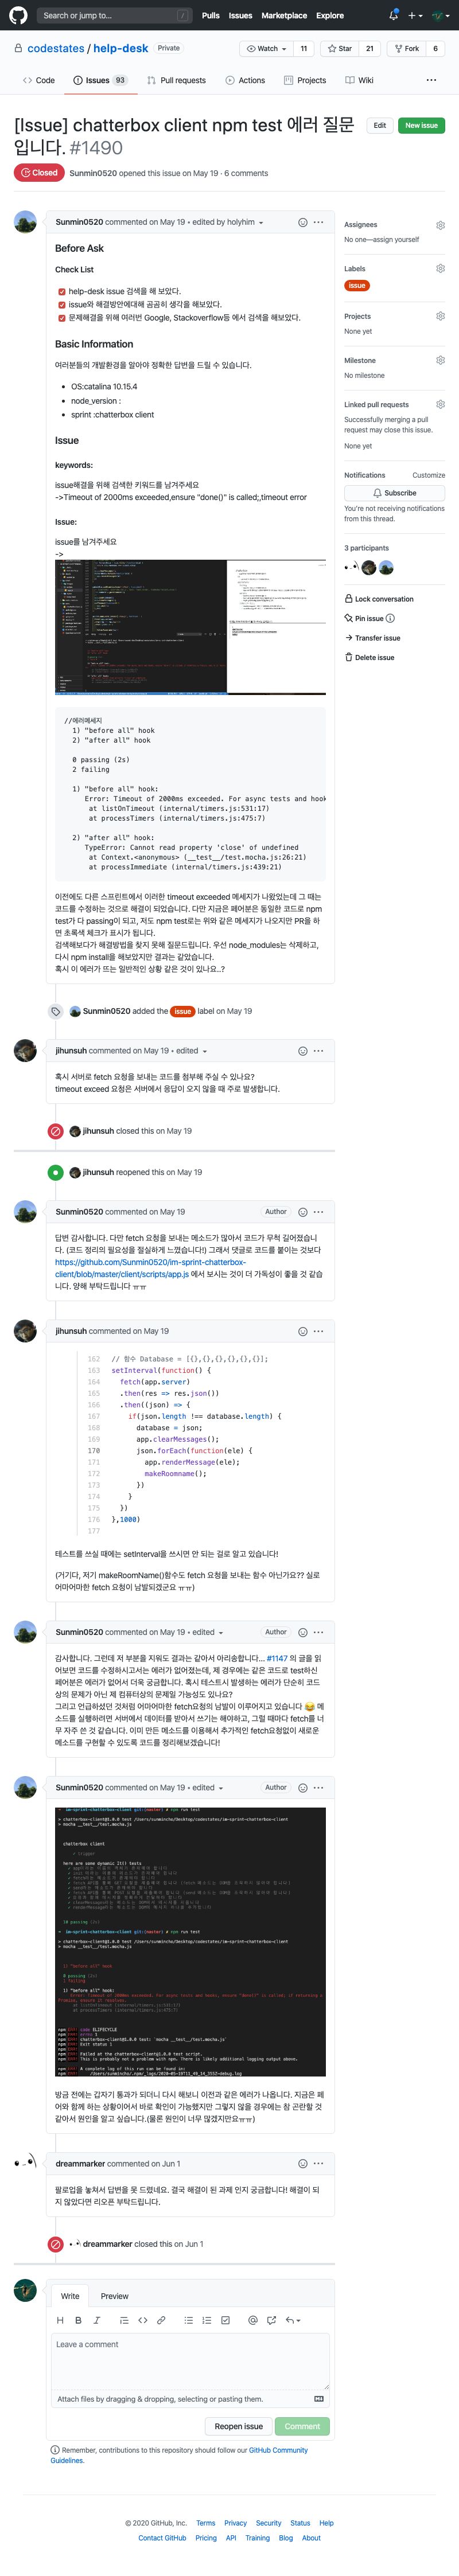 Search or jump to...
/
Pulls
Issues
Marketplace
Explore
codestates / help-desk
Private
Watch
11
Star
21
Fork
6
Code
Issues 93
Pull requests
Actions
Projects
Wiki
[Issue] chatterbox client npm test 에러 질문
입니다. #1490
Edit
New issue
Closed
Sunmin0520 opened this issue on May 19 · 6 comments
Sunmin0520 commented on May 19 • edited by holyhim
Before Ask
Check List
help-desk issue 검색을 해 보았다.
issue와 해결방안에대해 곰곰히 생각을 해보았다.
문제해결을 위해 여러번 Google, Stackoverflow등 에서 검색을 해보았다.
Basic Information
여러분들의 개발환경을 알아야 정확한 답변을 드릴 수 있습니다.
OS:catalina 10.15.4
node_version :
sprint :chatterbox client
Issue
keywords:
issue해결을 위해 검색한 키워드를 남겨주세요
->Timeout of 2000ms exceeded,ensure "done()" is called;,timeout error
Issue:
issue를 남겨주세요
->
//에러메세지
1) "before all" hook
2) "after all" hook
0 passing (2s)
2 failing
1) "before all" hook:
Error: Timeout of 2000ms exceeded. For async tests and hook
at listOnTimeout (internal/timers.js:531:17)
at processTimers (internal/timers.js:475:7)
2) "after all" hook:
TypeError: Cannot read property 'close' of undefined
at Context.<anonymous> (__test__/test.mocha.js:26:21)
at processImmediate (internal/timers.js:439:21)
이전에도 다른 스프린트에서 이러한 timeout exceeded 메세지가 나왔었는데 그 때는
코드를 수정하는 것으로 해결이 되었습니다. 다만 지금은 페어분은 동일한 코드로 npm
test가 다 passing이 되고, 저도 npm test로는 위와 같은 메세지가 나오지만 PR을 하
면 초록색 체크가 표시가 됩니다.
검색해보다가 해결방법을 찾지 못해 질문드립니다. 우선 node_modules는 삭제하고,
다시 npm install을 해보았지만 결과는 같았습니다.
혹시 이 에러가 뜨는 일반적인 상황 같은 것이 있나요..?
Sunmin0520 added the issue label on May 19
jihunsuh commented on May 19 • edited
혹시 서버로 fetch 요청을 보내는 코드를 첨부해 주실 수 있나요?
timeout exceed 요청은 서버에서 응답이 오지 않을 때 주로 발생합니다.
jihunsuh closed this on May 19
jihunsuh reopened this on May 19
Sunmin0520 commented on May 19
Author
답변 감사합니다. 다만 fetch 요청을 보내는 메소드가 많아서 코드가 무척 길어졌습니
다. (코드 정리의 필요성을 절실하게 느꼈습니다!) 그래서 댓글로 코드를 붙이는 것보다
https://github.com/Sunmin0520/im-sprint-chatterbox-
client/blob/master/client/scripts/app.js 에서 보시는 것이 더 가독성이 좋을 것 같습
니다. 양해 부탁드립니다 ㅠㅠ
jihunsuh commented on May 19
162 // 함수 Database = [{},{},{},{},{},{}];
163 setInterval(function() {
164 fetch(app.server)
165 .then(res => res.json())
166 .then((json) => {
167 if(json.length !== database.length) {
168 database = json;
169 app.clearMessages();
170 json.forEach(function(ele) {
171 app.renderMessage(ele);
172 makeRoomname();
173 })
174 }
175 })
176 },1000)
177
테스트를 쓰실 때에는 setInterval을 쓰시면 안 되는 걸로 알고 있습니다!
(거기다, 저기 makeRoomName()함수도 fetch 요청을 보내는 함수 아닌가요?? 실로
어마어마한 fetch 요청이 남발되겠군요 ㅠㅠ)
Sunmin0520 commented on May 19 • edited
Author
감사합니다. 그런데 저 부분을 지워도 결과는 같아서 아리송합니다... #1147 의 글을 읽
어보면 코드를 수정하시고서는 에러가 없어졌는데, 제 경우에는 같은 코드로 test하신
페어분은 에러가 없어서 더욱 궁금합니다. 혹시 테스트시 발생하는 에러가 단순히 코드
상의 문제가 아닌 제 컴퓨터상의 문제일 가능성도 있나요?
그리고 언급하셨던 것처럼 어마어마한 fetch요청의 남발이 이루어지고 있습니다 😂 메
소드를 실행하려면 서버에서 데이터를 받아서 쓰기는 해야하고, 그럴 때마다 fetch를 너
무 자주 쓴 것 같습니다. 이미 만든 메소드를 이용해서 추가적인 fetch요청없이 새로운
메소드를 구현할 수 있도록 코드를 정리해보겠습니다!
Sunmin0520 commented on May 19 • edited
Author
방금 전에는 갑자기 통과가 되더니 다시 해보니 이전과 같은 에러가 나옵니다. 지금은 페
어와 함께 하는 상황이어서 바로 확인이 가능했지만 그렇지 않을 경우에는 참 곤란할 것
같아서 원인을 알고 싶습니다.(물론 원인이 너무 많겠지만요ㅠㅠ)
dreammarker commented on Jun 1
팔로업을 놓쳐서 답변을 못 드렸네요. 결국 해결이 된 과제 인지 궁금합니다! 해결이 되
지 않았다면 리오픈 부탁드립니다.
dreammarker closed this on Jun 1
Write
Preview
Leave a comment
Attach files by dragging & dropping, selecting or pasting them.
Reopen issue
Comment
Remember, contributions to this repository should follow our GitHub Community
Guidelines.
Assignees
No one—assign yourself
Labels
issue
Projects
None yet
Milestone
No milestone
Linked pull requests
Successfully merging a pull
request may close this issue.
None yet
Notifications
Customize
Subscribe
You're not receiving notifications
from this thread.
3 participants
Lock conversation
Pin issue
Transfer issue
Delete issue
© 2020 GitHub, Inc.
Terms
Privacy
Security
Status
Help
Contact GitHub
Pricing
API
Training
Blog
About